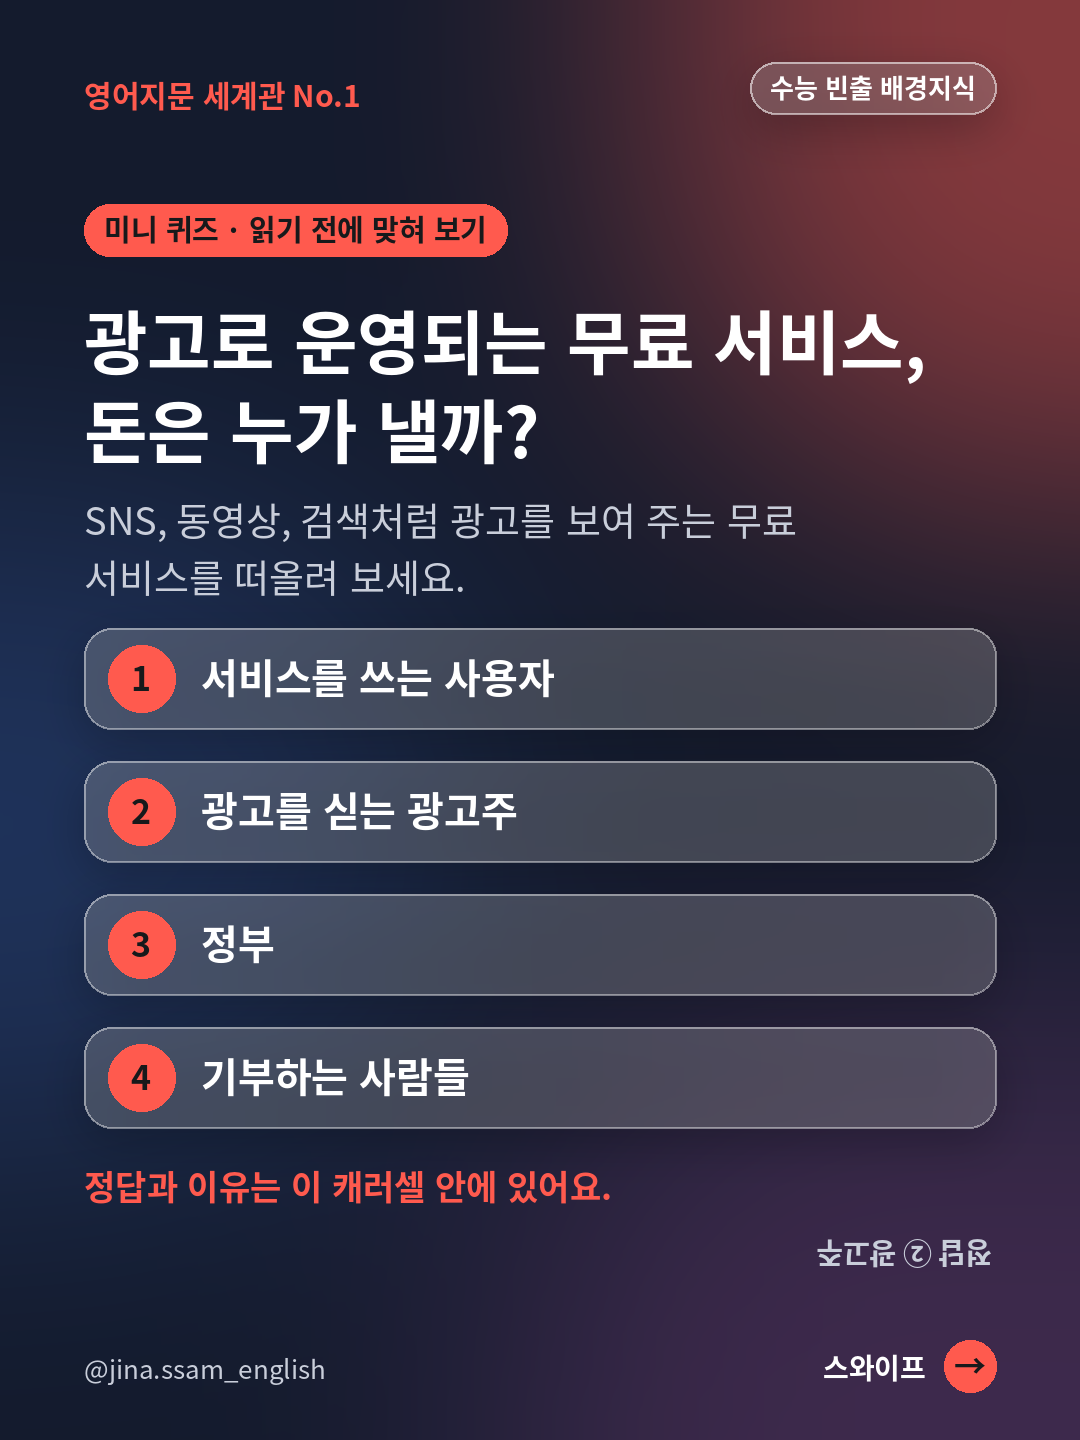 영어지문 세계관 No.1
수능 빈출 배경지식
미니 퀴즈 · 읽기 전에 맞혀 보기
광고로 운영되는 무료 서비스,
돈은 누가 낼까?
SNS, 동영상, 검색처럼 광고를 보여 주는 무료
서비스를 떠올려 보세요.
1 서비스를 쓰는 사용자
2 광고를 싣는 광고주
3 정부
4 기부하는 사람들
정답과 이유는 이 캐러셀 안에 있어요.
정답 ② 광고주
@jina.ssam_english
스와이프 →